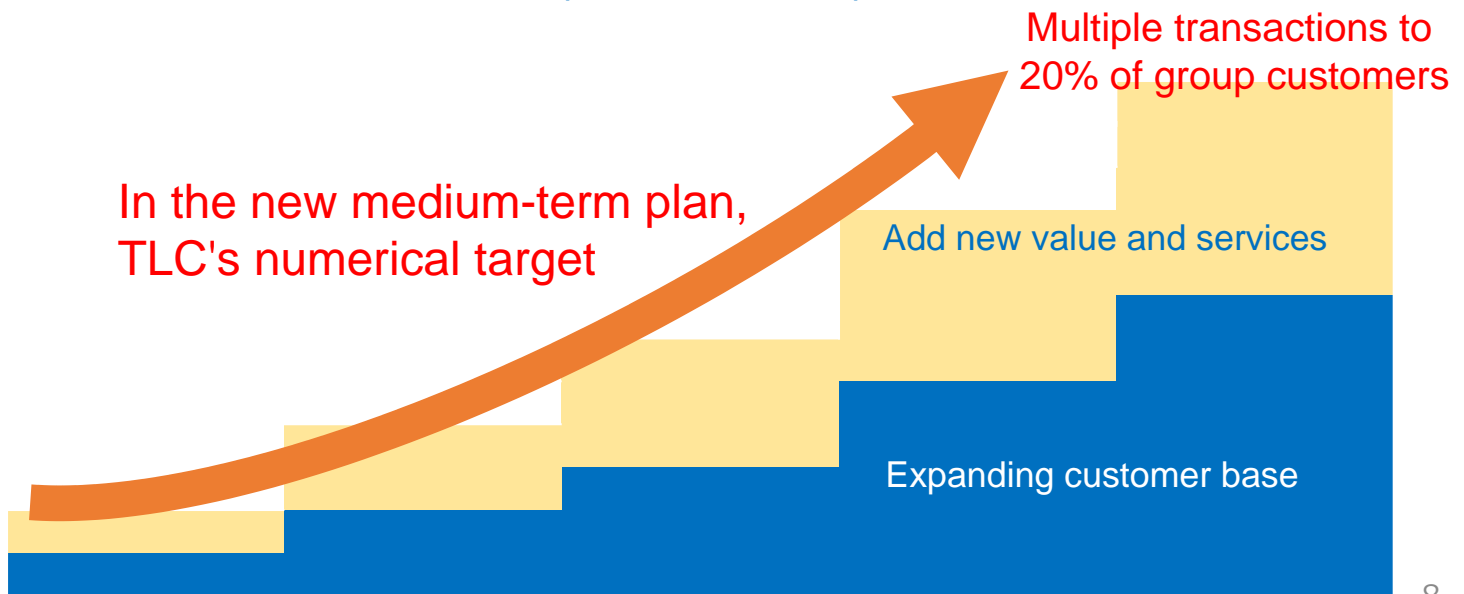 Multiple transactions to
20% of group customers
In the new medium-term plan,
TLC's numerical target
Add new value and services
Expanding customer base